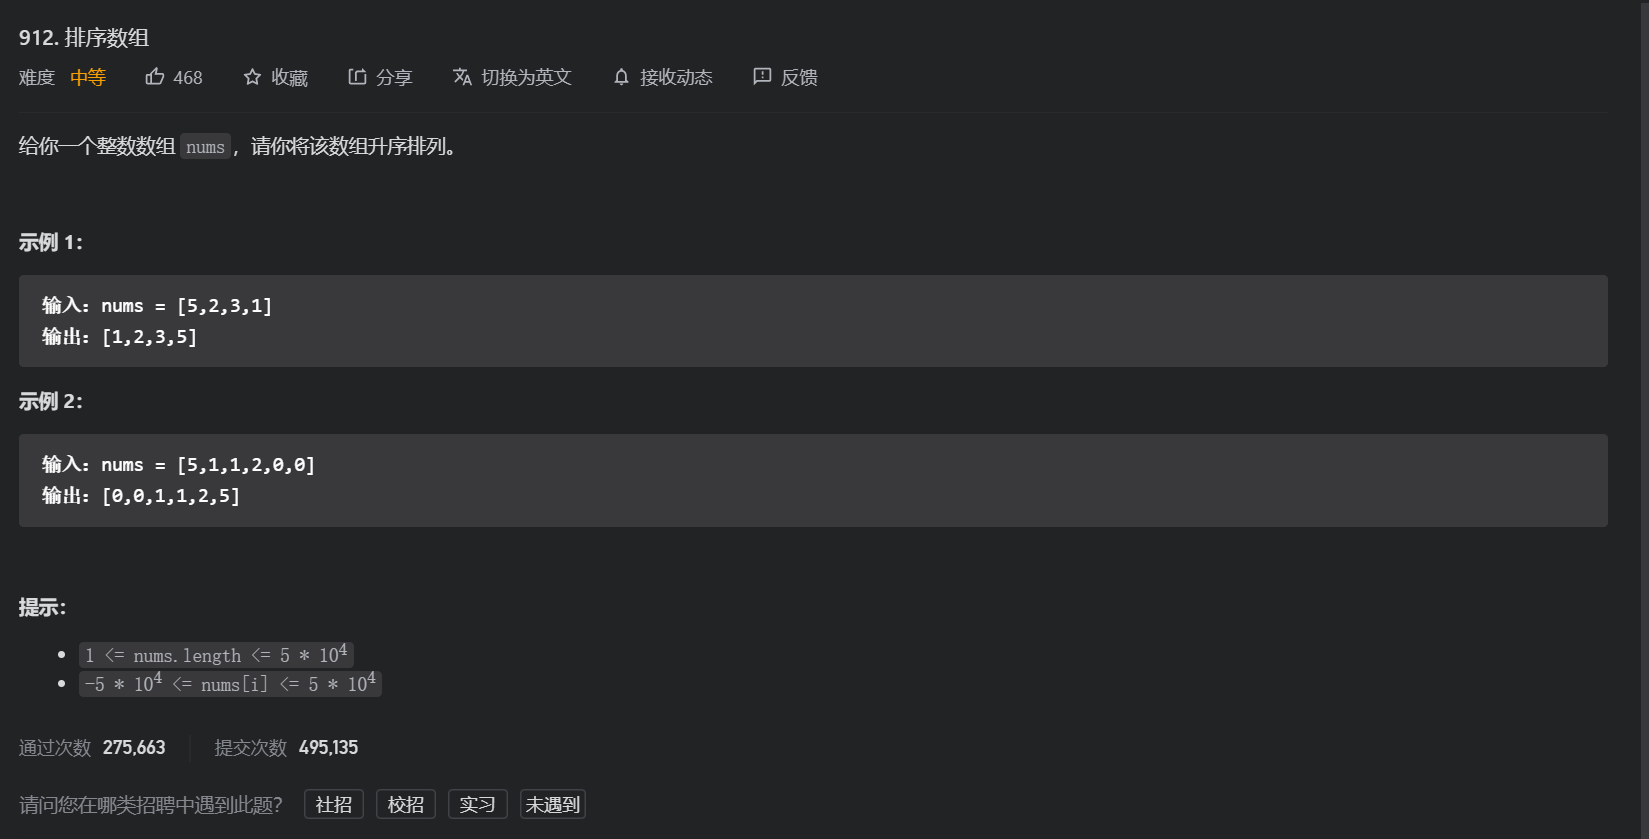 912. 排序数组
难度 中等 468 收藏 分享 切换为英文 接收动态 反馈
给你一个整数数组 nums，请你将该数组升序排列。
示例 1：
输入：nums = [5,2,3,1]
输出：[1,2,3,5]
示例 2：
输入：nums = [5,1,1,2,0,0]
输出：[0,0,1,1,2,5]
提示：
1 <= nums.length <= 5 * 10⁴
-5 * 10⁴ <= nums[i] <= 5 * 10⁴
通过次数 275,663 提交次数 495,135
请问您在哪类招聘中遇到此题？ 社招 校招 实习 未遇到